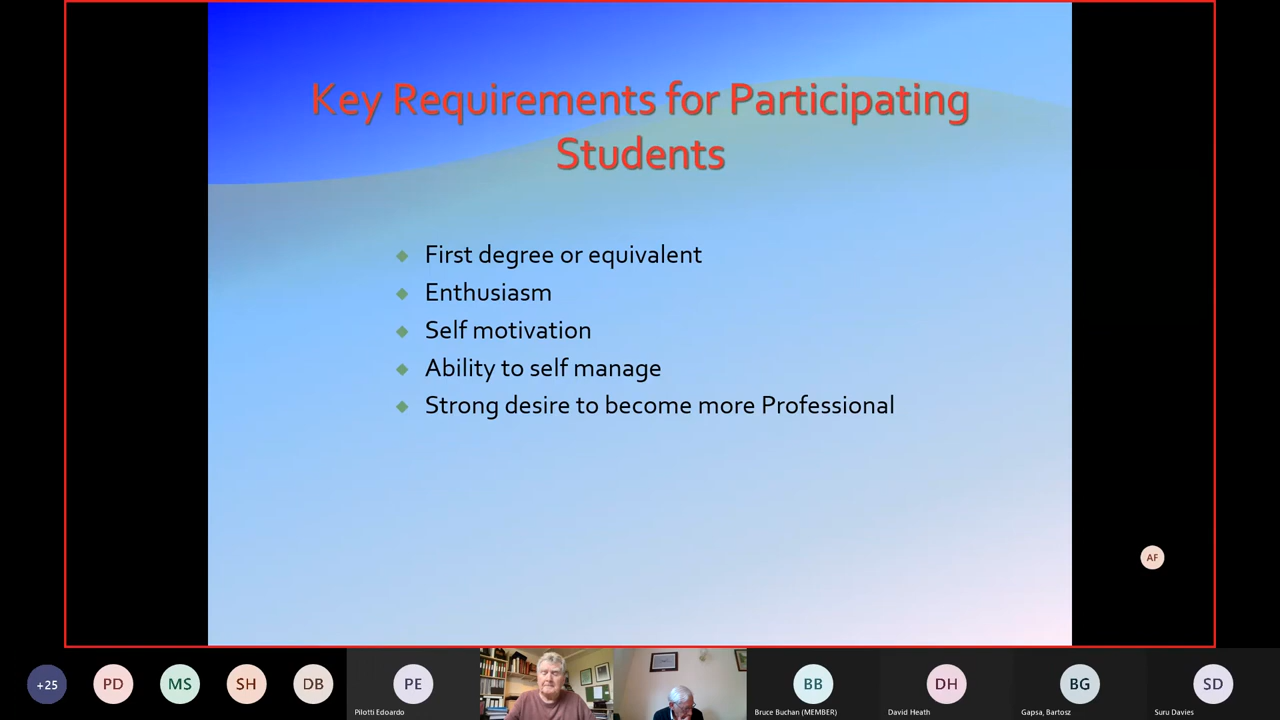 Key Requirements for Participating
Students
First degree or equivalent
Enthusiasm
Self motivation
Ability to self manage
Strong desire to become more Professional
AF
+25
PD
MS
SH
DB
PE
BB
DH
BG
SD
Pilotti Edoardo
Bruce Buchan (MEMBER)
David Heath
Gapsa, Bartosz
Suru Davies